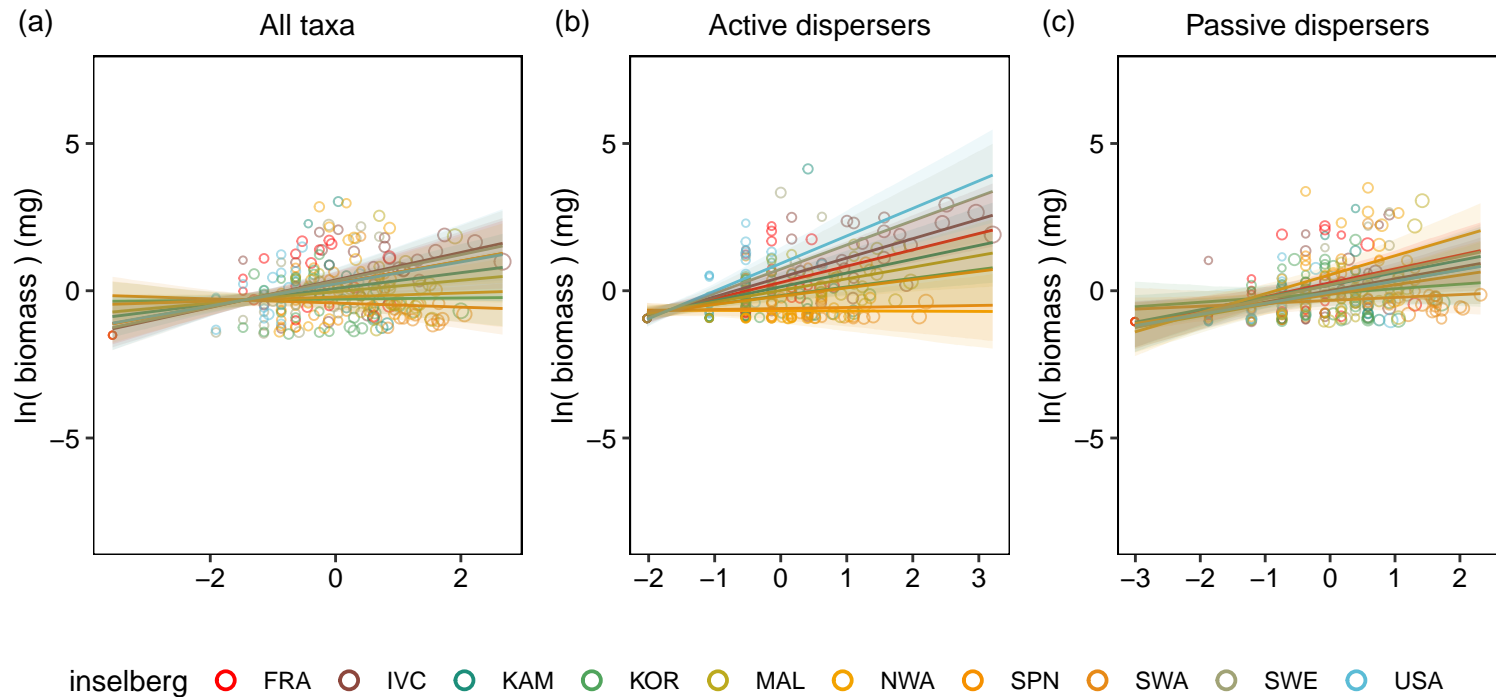 (a) All taxa (b) Active dispersers (c) Passive dispersers
ln( biomass ) (mg) ln( biomass ) (mg) ln( biomass ) (mg)
5 5 5
0 0 0
−5 −5 −5
−2 0 2 −2 −1 0 1 2 3 −3 −2 −1 0 1 2
inselberg FRA IVC KAM KOR MAL NWA SPN SWA SWE USA